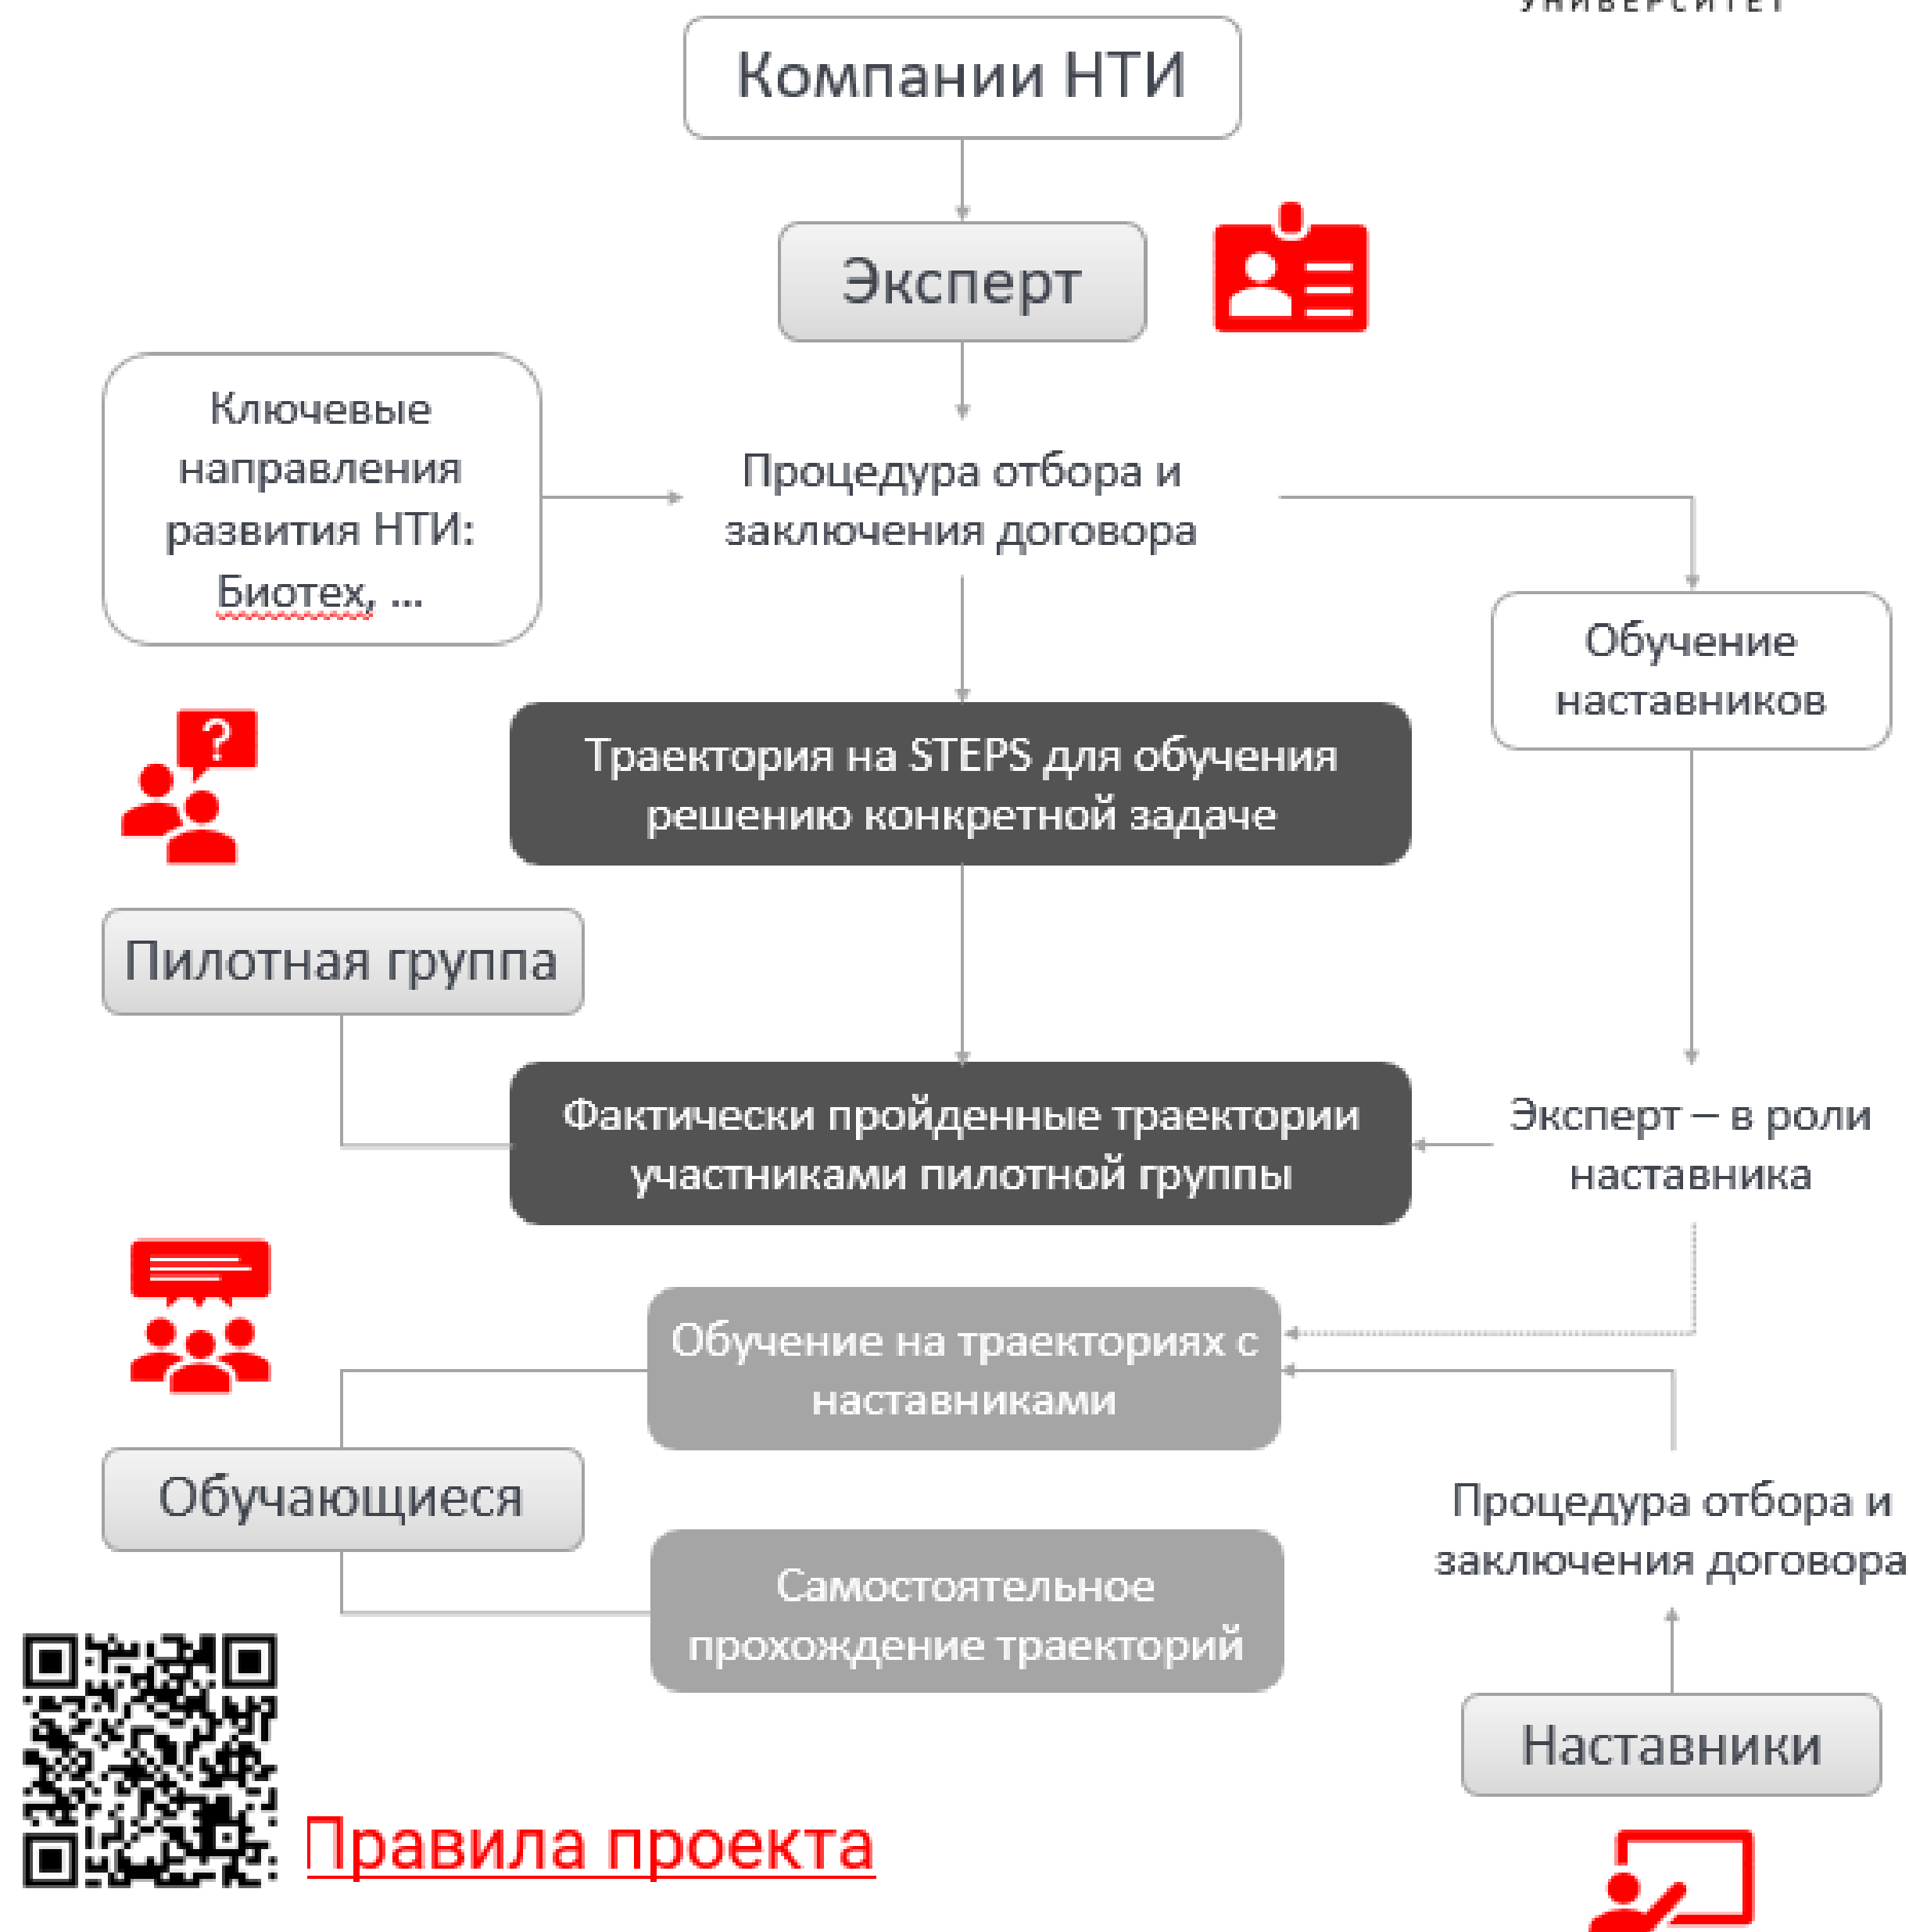 УНИВЕРСИТЕТ
Компании НТИ
Эксперт
Ключевые
направления
развития НТИ:
Биотех, ...
Процедура отбора и
заключения договора
Обучение
наставников
Траектория на STEPS для обучения
решению конкретной задаче
Пилотная группа
Фактически пройденные траектории
участниками пилотной группы
Эксперт – в роли
наставника
Обучение на траекториях с
наставниками
Обучающиеся
Процедура отбора и
заключения договора
Самостоятельное
прохождение траекторий
Наставники
Правила проекта